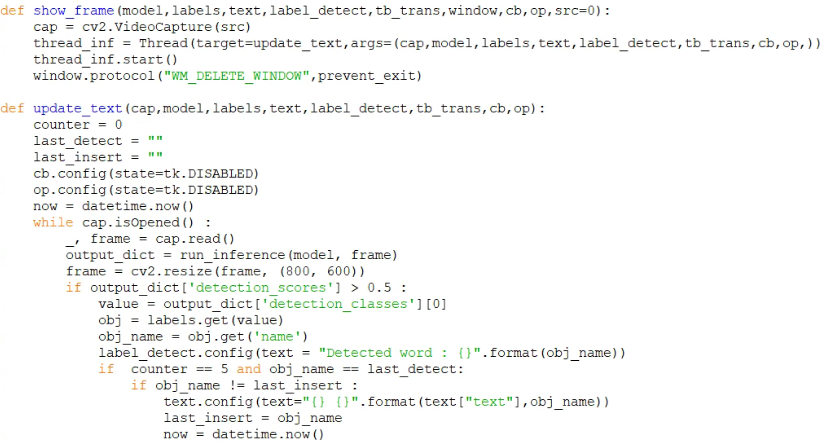 def show_frame(model,labels,text,label_detect,tb_trans,window,cb,op,src=0):
    cap = cv2.VideoCapture(src)
    thread_inf = Thread(target=update_text,args=(cap,model,labels,text,label_detect,tb_trans,cb,op,))
    thread_inf.start()
    window.protocol("WM_DELETE_WINDOW",prevent_exit)

def update_text(cap,model,labels,text,label_detect,tb_trans,cb,op):
    counter = 0
    last_detect = ""
    last_insert = ""
    cb.config(state=tk.DISABLED)
    op.config(state=tk.DISABLED)
    now = datetime.now()
    while cap.isOpened() :
        _, frame = cap.read()
        output_dict = run_inference(model, frame)
        frame = cv2.resize(frame, (800, 600))
        if output_dict['detection_scores'] > 0.5 :
            value = output_dict['detection_classes'][0]
            obj = labels.get(value)
            obj_name = obj.get('name')
            label_detect.config(text = "Detected word : {}".format(obj_name))
            if  counter == 5 and obj_name == last_detect:
                if obj_name != last_insert :
                    text.config(text="{} {}".format(text["text"],obj_name))
                    last_insert = obj_name
                    now = datetime.now()